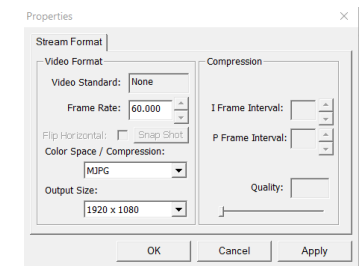 Properties
Stream Format
Video Format
Video Standard: None
Frame Rate: 60.000
Flip Horizontal: Snap Shot
Color Space / Compression:
MJPG
Output Size:
1920 x 1080
Compression
I Frame Interval:
P Frame Interval:
Quality:
OK Cancel Apply